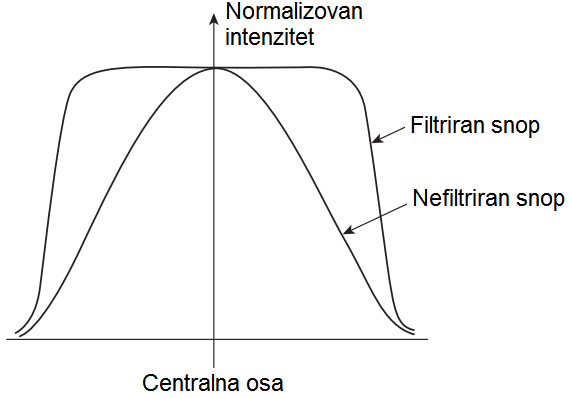 Normalizovan
intenzitet
Filtriran snop
Nefiltriran snop
Centralna osa